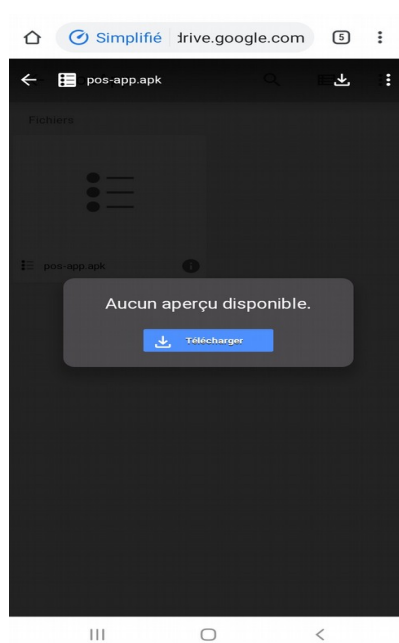 Simplifié drive.google.com 5
pos-app.apk
Fichiers
pos-app.apk
Aucun aperçu disponible.
Télécharger